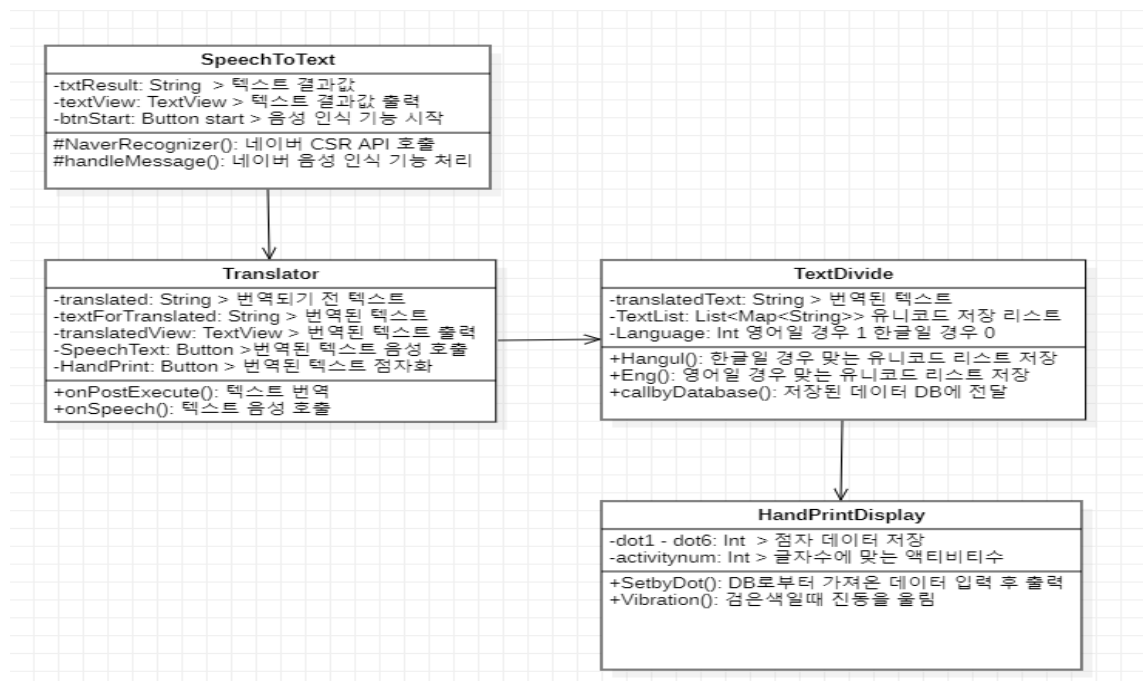 SpeechToText
-txtResult: String > 텍스트 결과값
-textView: TextView > 텍스트 결과값 출력
-btnStart: Button start > 음성 인식 기능 시작
#NaverRecognizer(): 네이버 CSR API 호출
#handleMessage(): 네이버 음성 인식 기능 처리
Translator
-translated: String > 번역되기 전 텍스트
-textForTranslated: String > 번역된 텍스트
-translatedView: TextView > 번역된 텍스트 출력
-SpeechText: Button >번역된 텍스트 음성 호출
-HandPrint: Button > 번역된 텍스트 점자화
+onPostExecute(): 텍스트 번역
+onSpeech(): 텍스트 음성 호출
TextDivide
-translatedText: String > 번역된 텍스트
-TextList: List<Map<String>> 유니코드 저장 리스트
-Language: Int 영어일 경우 1 한글일 경우 0
+Hangul(): 한글일 경우 맞는 유니코드 리스트 저장
+Eng(): 영어일 경우 맞는 유니코드 리스트 저장
+callbyDatabase(): 저장된 데이터 DB에 전달
HandPrintDisplay
-dot1 - dot6: Int > 점자 데이터 저장
-activitynum: Int > 글자수에 맞는 액티비티수
+SetbyDot(): DB로부터 가져온 데이터 입력 후 출력
+Vibration(): 검은색일때 진동을 울림